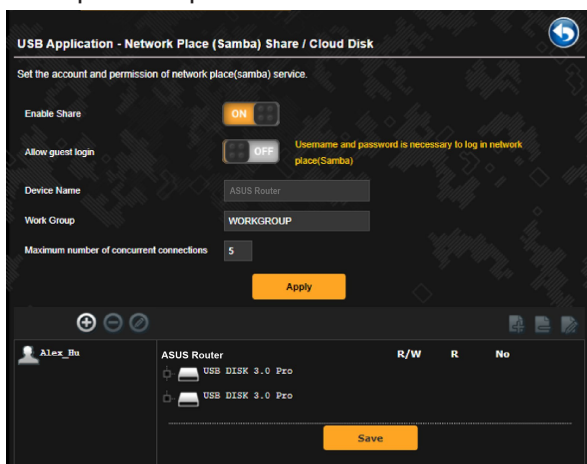 USB Application - Network Place (Samba) Share / Cloud Disk
Set the account and permission of network place(samba) service.
Enable Share
ON
Allow guest login
OFF
Username and password is necessary to log in network
place(Samba)
Device Name
ASUS Router
Work Group
WORKGROUP
Maximum number of concurrent connections
5
Apply
Alex_Hu
ASUS Router R/W R No
USB DISK 3.0 Pro
USB DISK 3.0 Pro
Save